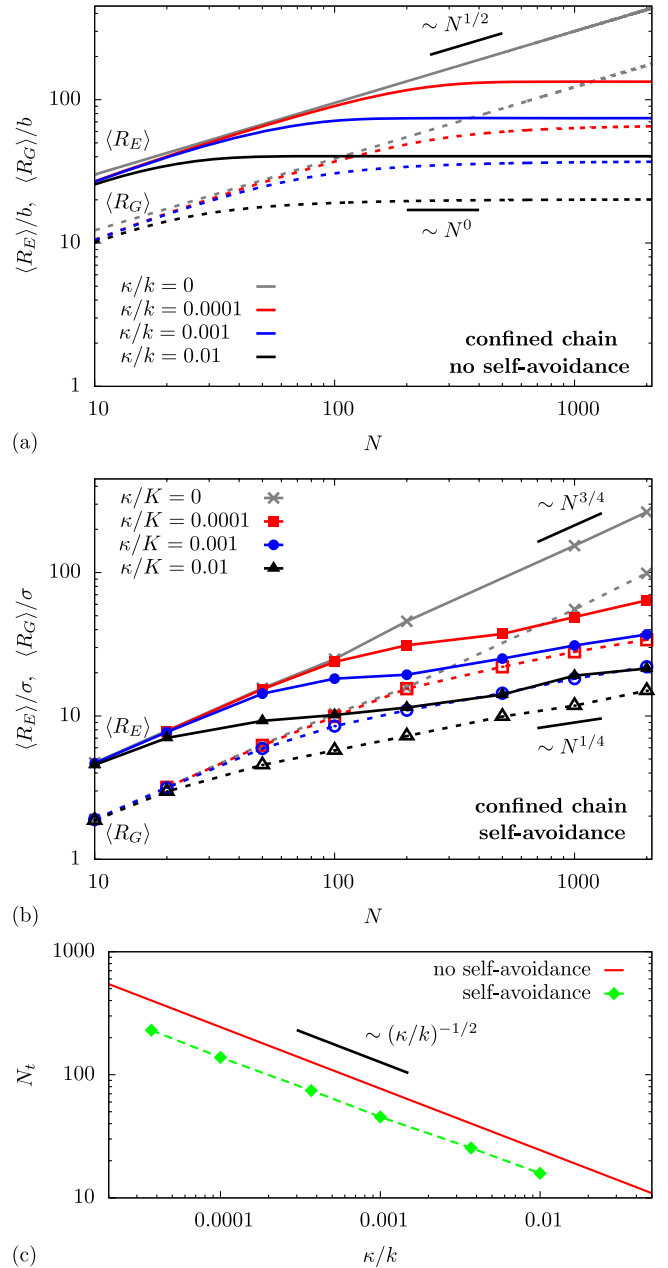 ⟨R_E⟩/b, ⟨R_G⟩/b
100
10
1
∼ N^{1/2}
⟨R_E⟩
⟨R_G⟩
∼ N^0
κ/k = 0
κ/k = 0.0001
κ/k = 0.001
κ/k = 0.01
confined chain
no self-avoidance
10
100
1000
N
(a)
⟨R_E⟩/σ, ⟨R_G⟩/σ
100
10
1
κ/K = 0
κ/K = 0.0001
κ/K = 0.001
κ/K = 0.01
∼ N^{3/4}
⟨R_E⟩
∼ N^{1/4}
⟨R_G⟩
confined chain
self-avoidance
10
100
1000
N
(b)
N_t
1000
100
10
no self-avoidance
self-avoidance
∼ (κ/k)^{−1/2}
0.0001
0.001
0.01
κ/k
(c)